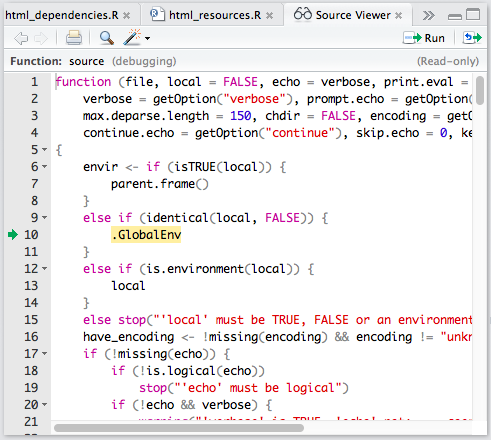 html_dependencies.R × html_resources.R × Source Viewer ×
Run
Function: source (debugging) (Read-only)
1 function (file, local = FALSE, echo = verbose, print.eval =
2 verbose = getOption("verbose"), prompt.echo = getOption(
3 max.deparse.length = 150, chdir = FALSE, encoding = getO
4 continue.echo = getOption("continue"), skip.echo = 0, ke
5 {
6 envir <- if (isTRUE(local)) {
7 parent.frame()
8 }
9 else if (identical(local, FALSE)) {
10 .GlobalEnv
11 }
12 else if (is.environment(local)) {
13 local
14 }
15 else stop("'local' must be TRUE, FALSE or an environment
16 have_encoding <- !missing(encoding) && encoding != "unkn
17 if (!missing(echo)) {
18 if (!is.logical(echo))
19 stop("'echo' must be logical")
20 if (!echo && verbose) {
21